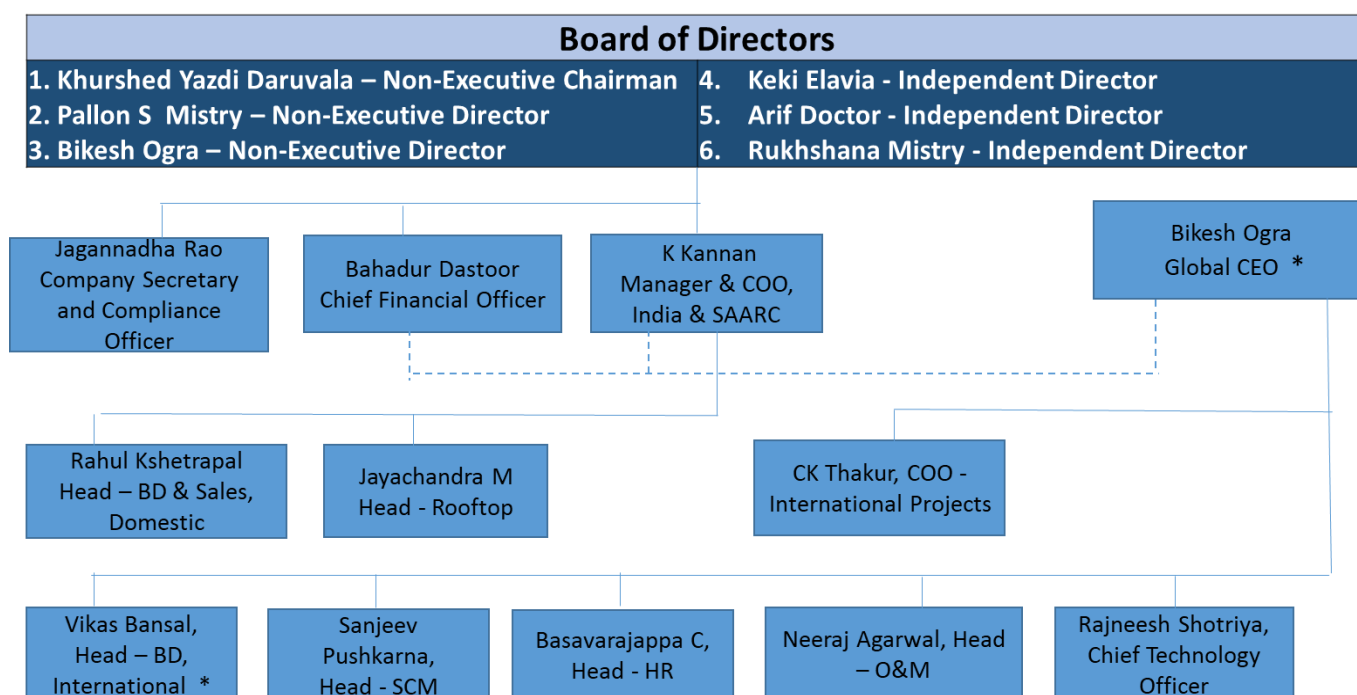 Board of Directors
1. Khurshed Yazdi Daruvala – Non-Executive Chairman
2. Pallon S Mistry – Non-Executive Director
3. Bikesh Ogra – Non-Executive Director
4. Keki Elavia - Independent Director
5. Arif Doctor - Independent Director
6. Rukhshana Mistry - Independent Director
Jagannadha Rao
Company Secretary
and Compliance
Officer
Bahadur Dastoor
Chief Financial Officer
K Kannan
Manager & COO,
India & SAARC
Bikesh Ogra
Global CEO *
Rahul Kshetrapal
Head – BD & Sales,
Domestic
Jayachandra M
Head - Rooftop
CK Thakur, COO -
International Projects
Vikas Bansal,
Head – BD,
International *
Sanjeev
Pushkarna,
Head - SCM
Basavarajappa C,
Head - HR
Neeraj Agarwal, Head
– O&M
Rajneesh Shotriya,
Chief Technology
Officer